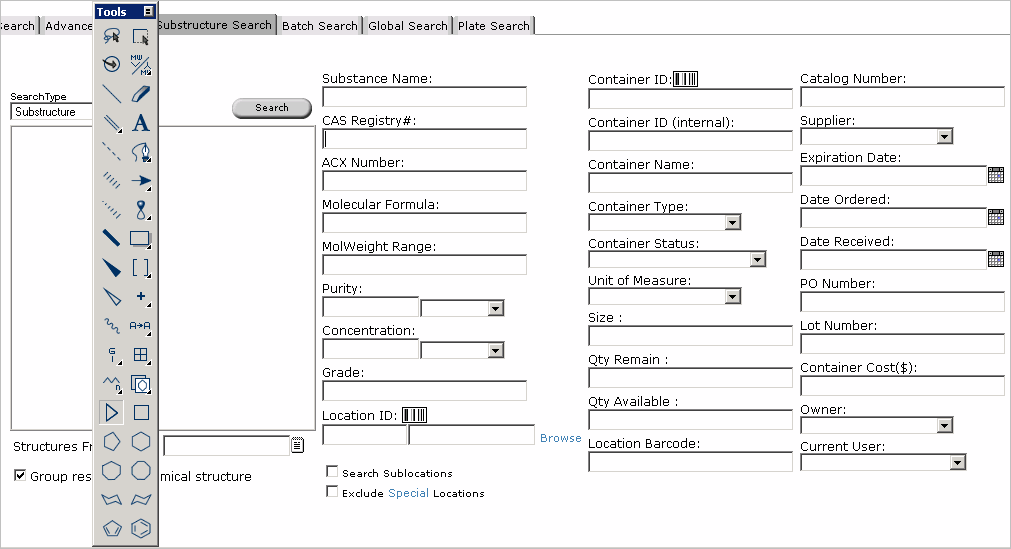 Tools
Search Advance Substructure Search Batch Search Global Search Plate Search
SearchType
Substructure
Search
MW
A
A→A
n
Structures Fr
Group res mical structure
Substance Name:
CAS Registry#:
ACX Number:
Molecular Formula:
MolWeight Range:
Purity:
Concentration:
Grade:
Location ID:
Browse
Search Sublocations
Exclude Special Locations
Container ID:
Container ID (internal):
Container Name:
Container Type:
Container Status:
Unit of Measure:
Size :
Qty Remain :
Qty Available :
Location Barcode:
Catalog Number:
Supplier:
Expiration Date:
Date Ordered:
Date Received:
PO Number:
Lot Number:
Container Cost($):
Owner:
Current User: